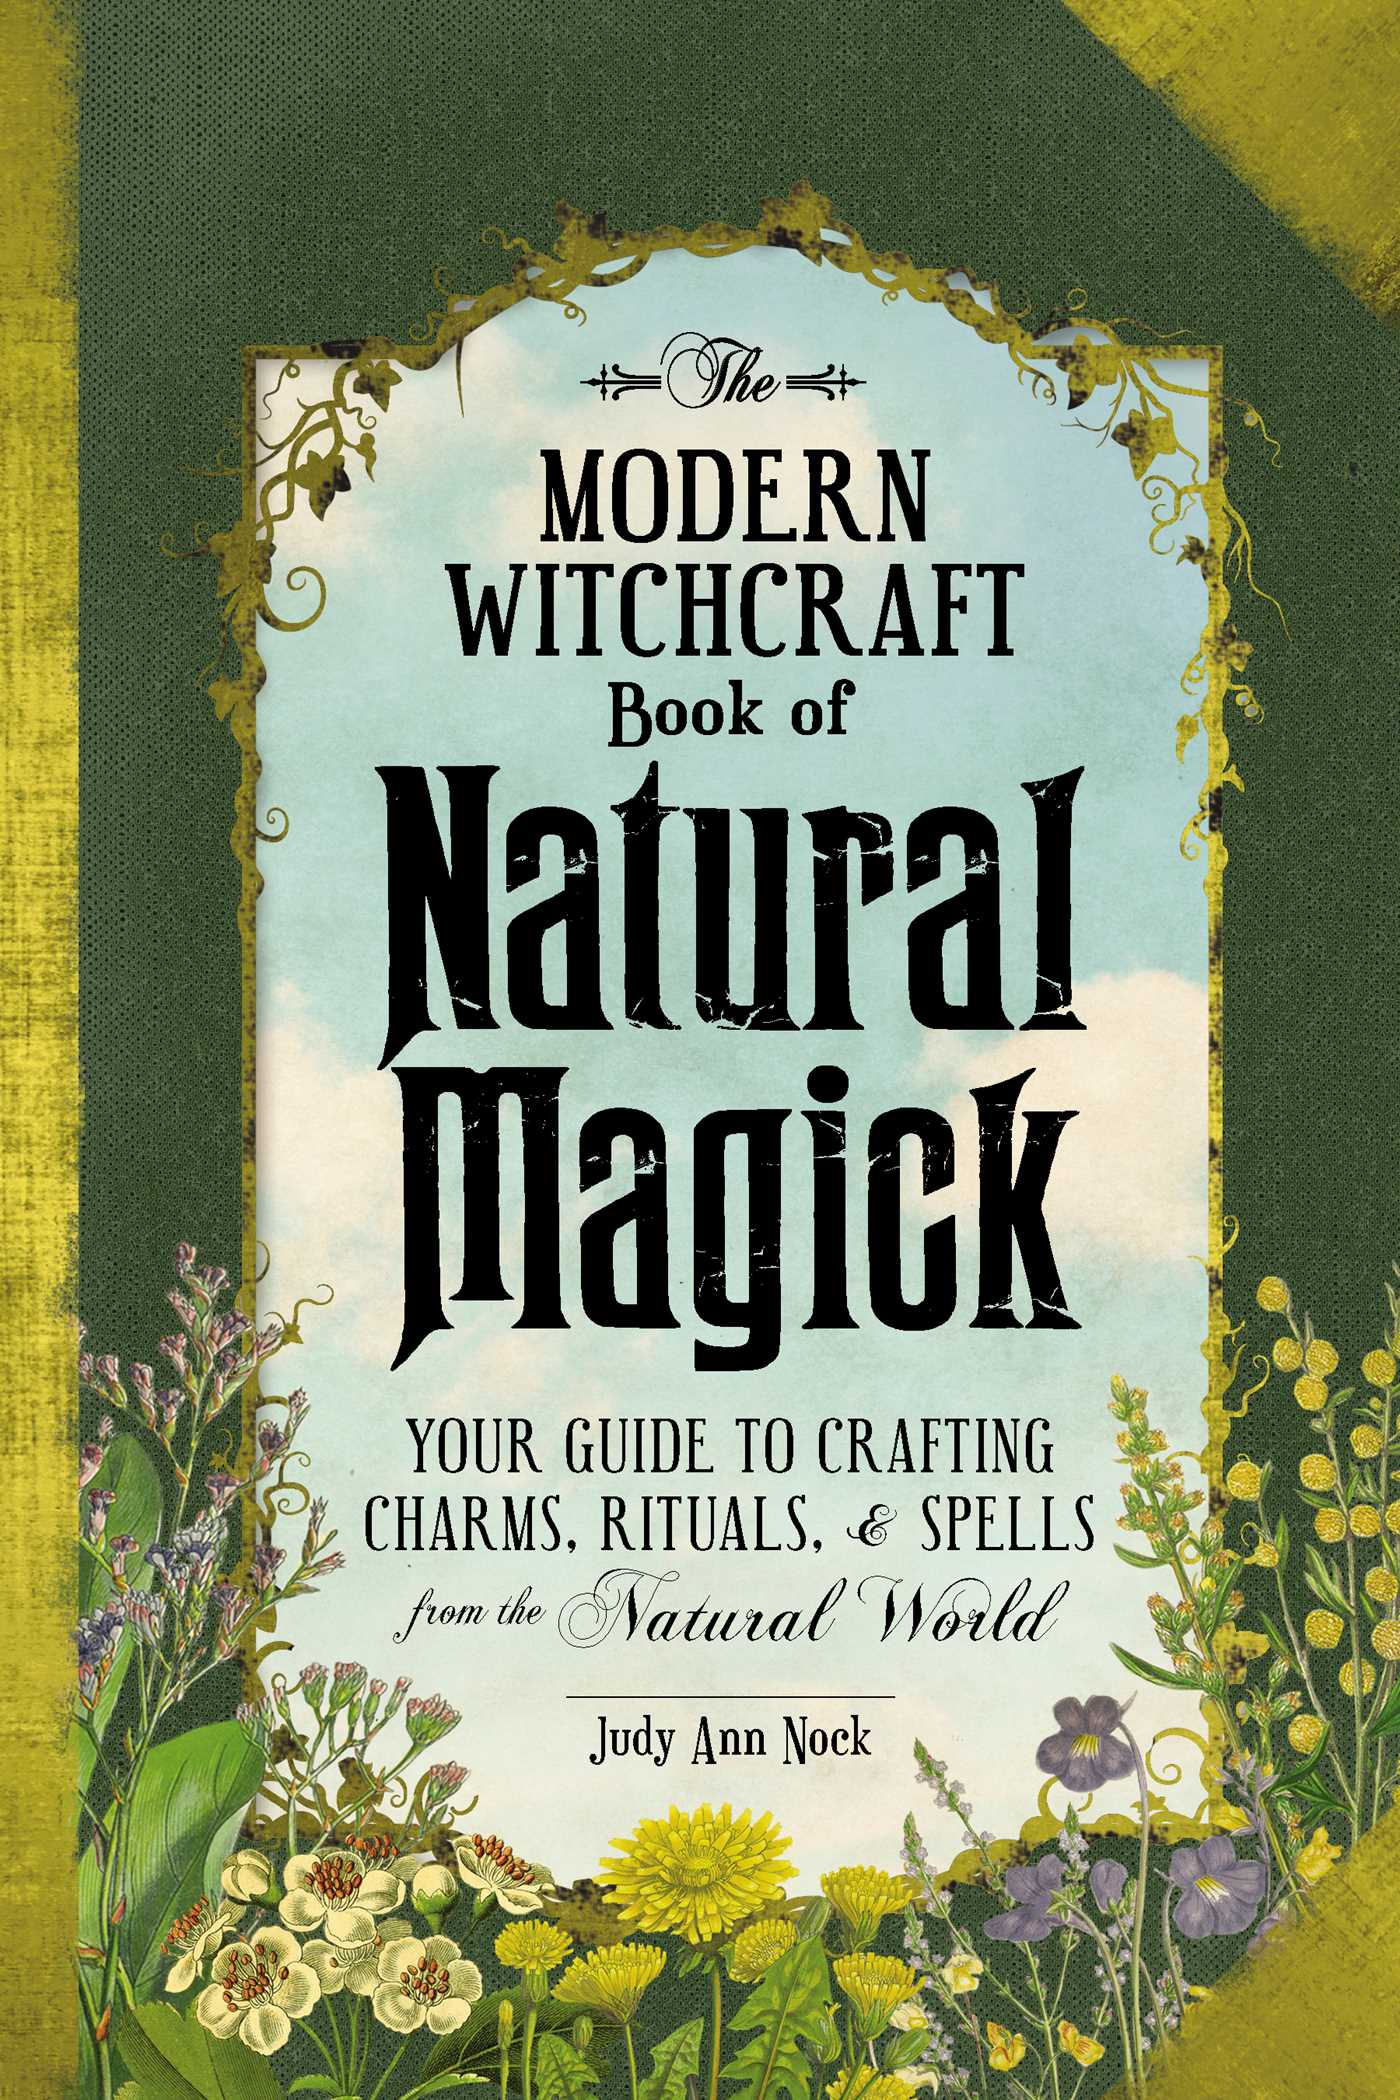 The
MODERN
WITCHCRAFT
Book of
Natural
Magick
YOUR GUIDE TO CRAFTING
CHARMS, RITUALS, & SPELLS
from the Natural World
Judy Ann Nock